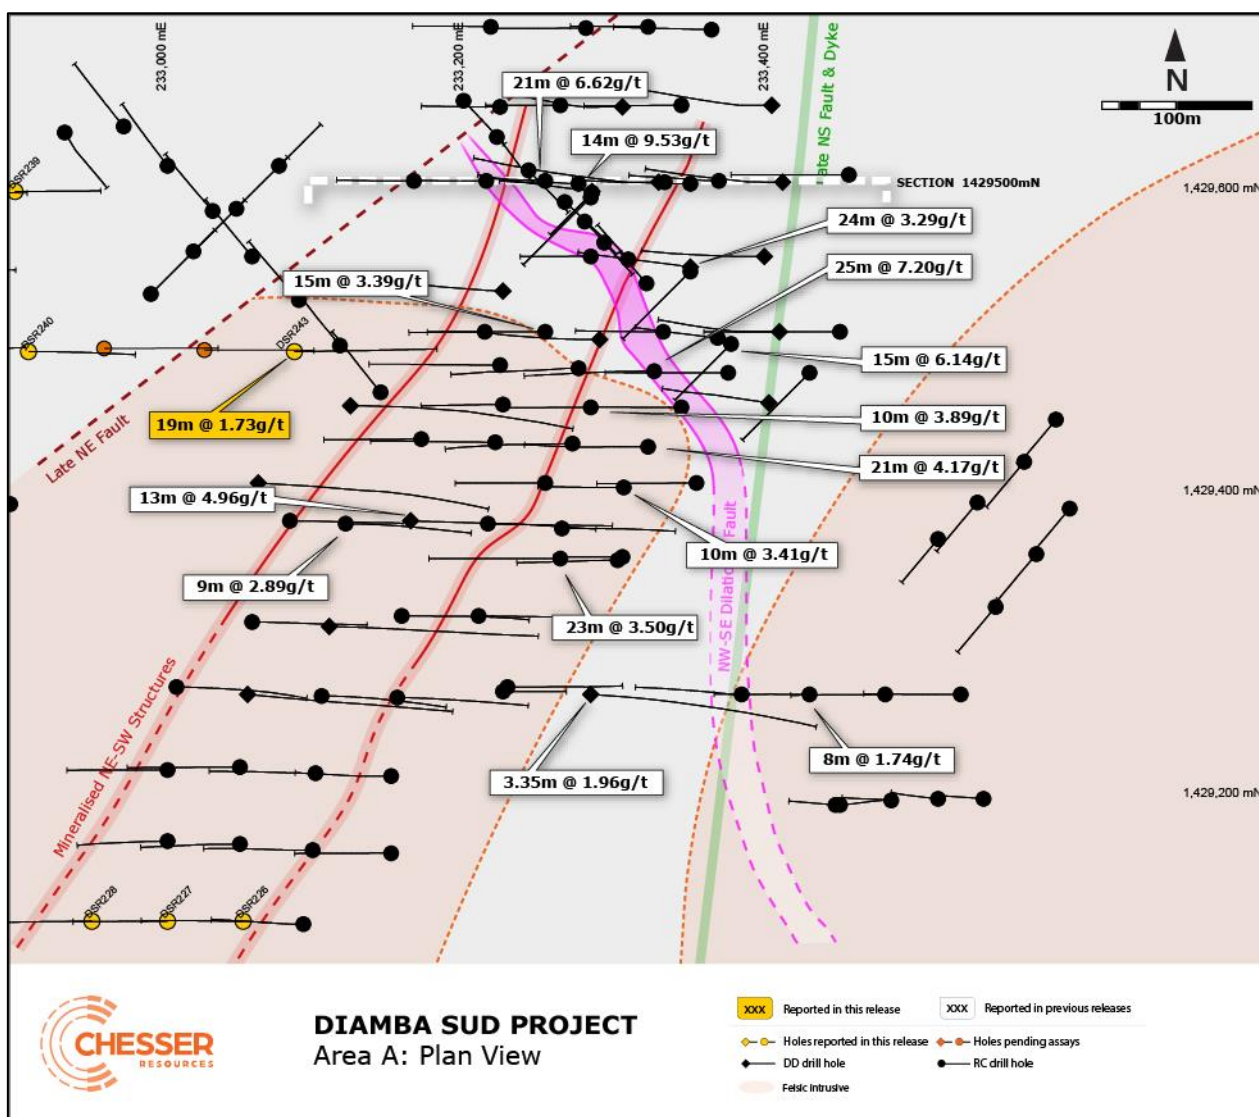 233,000 mE
233,200 mE
233,400 mE
N
100m
21m @ 6.62g/t
14m @ 9.53g/t
Late NS Fault & Dyke
DSR239
SECTION 1429500mN
1,429,600 mN
24m @ 3.29g/t
25m @ 7.20g/t
15m @ 3.39g/t
DSR240
DSR243
15m @ 6.14g/t
19m @ 1.73g/t
10m @ 3.89g/t
Late NE Fault
21m @ 4.17g/t
13m @ 4.96g/t
1,429,400 mN
10m @ 3.41g/t
9m @ 2.89g/t
23m @ 3.50g/t
NW-SE Dilation Fault
Mineralised NE-SW Structures
3.35m @ 1.96g/t
8m @ 1.74g/t
1,429,200 mN
DSR228
DSR227
DSR226
CHESSER
RESOURCES
DIAMBA SUD PROJECT
Area A: Plan View
XXX Reported in this release
XXX Reported in previous releases
Holes reported in this release
Holes pending assays
DD drill hole
RC drill hole
Felsic intrusive